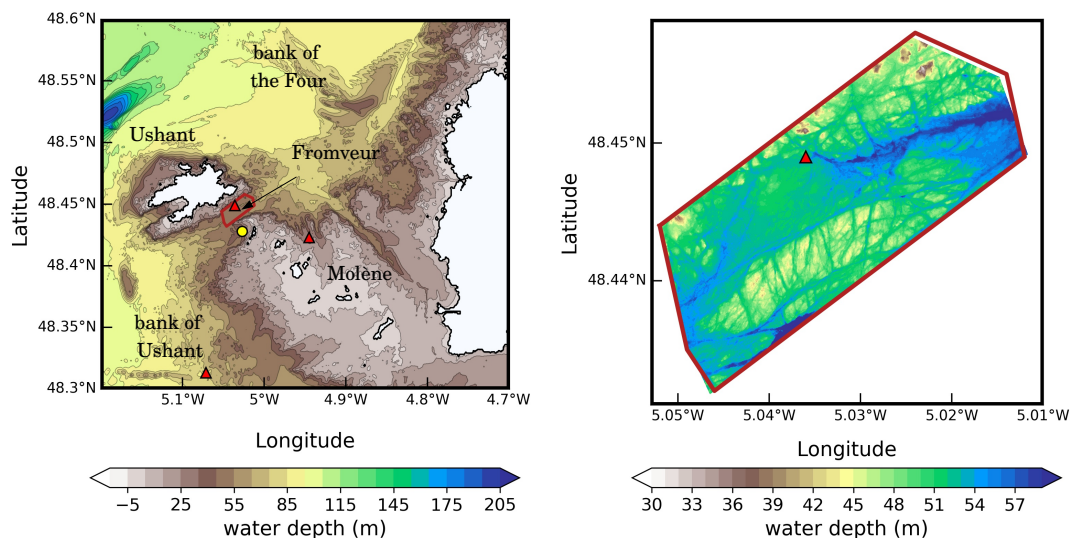 48.6°N
bank of
the Four
48.55°N
Ushant
48.5°N
Fromveur
48.45°N
48.4°N
Molène
48.35°N
bank of
Ushant
48.3°N
5.1°W 5°W 4.9°W 4.8°W 4.7°W
Latitude
Longitude
−5 25 55 85 115 145 175 205
water depth (m)
48.45°N
48.44°N
Latitude
5.05°W 5.04°W 5.03°W 5.02°W 5.01°W
Longitude
30 33 36 39 42 45 48 51 54 57
water depth (m)